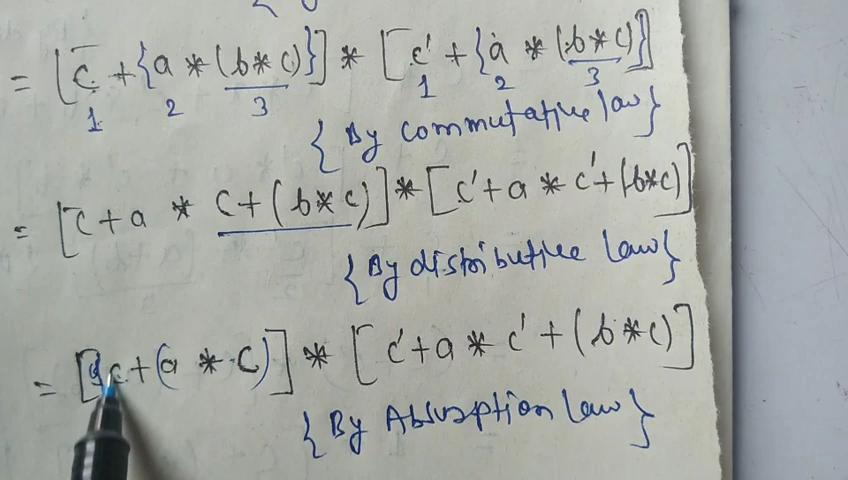 = [c + {a * (b * c)}] * [c' + {a * (b * c)}]
1 2 3 1 2 3
{By commutative law}
= [c + a * c + (b * c)] * [c' + a * c' + (b * c)]
{By distributive law}
= [c + (a * c)] * [c' + a * c' + (b * c)]
{By Absorption law}